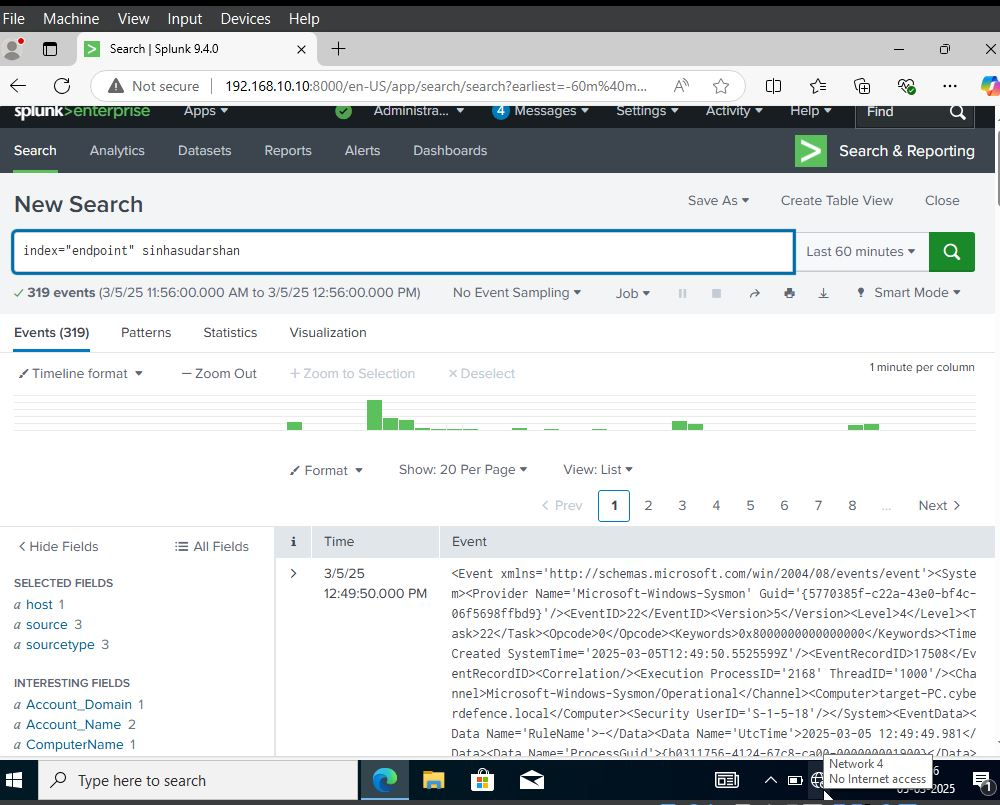 File Machine View Input Devices Help
Search | Splunk 9.4.0
Not secure 192.168.10.10:8000/en-US/app/search/search?earliest=-60m%40m...
splunk>enterprise Apps Administra... 4 Messages Settings Activity Help Find
Search Analytics Datasets Reports Alerts Dashboards Search & Reporting
New Search Save As Create Table View Close
index="endpoint" sinhasudarshan Last 60 minutes
319 events (3/5/25 11:56:00.000 AM to 3/5/25 12:56:00.000 PM) No Event Sampling Job Smart Mode
Events (319) Patterns Statistics Visualization
Timeline format — Zoom Out + Zoom to Selection × Deselect 1 minute per column
Format Show: 20 Per Page View: List
< Prev 1 2 3 4 5 6 7 8 ... Next >
< Hide Fields All Fields i Time Event
SELECTED FIELDS
a host 1
a source 3
a sourcetype 3
INTERESTING FIELDS
a Account_Domain 1
a Account_Name 2
a ComputerName 1
> 3/5/25
12:49:50.000 PM
<Event xmlns='http://schemas.microsoft.com/win/2004/08/events/event'><Syste
m><Provider Name='Microsoft-Windows-Sysmon' Guid='{5770385f-c22a-43e0-bf4c-
06f5698ffbd9}'/><EventID>22</EventID><Version>5</Version><Level>4</Level><T
ask>22</Task><Opcode>0</Opcode><Keywords>0x8000000000000000</Keywords><Time
Created SystemTime='2025-03-05T12:49:50.5525599Z'/><EventRecordID>17508</Ev
entRecordID><Correlation/><Execution ProcessID='2168' ThreadID='1000'/><Cha
nnel>Microsoft-Windows-Sysmon/Operational</Channel><Computer>target-PC.cybe
rdefence.local</Computer><Security UserID='S-1-5-18'/></System><EventData><
Data Name='RuleName'>-</Data><Data Name='UtcTime'>2025-03-05 12:49:49.981</
Data><Data Name='ProcessGuid'>{b0311756-4124-67c8-ca00-000000001900}</Data>
Network 4
No Internet access
Type here to search
05-03-2025
1